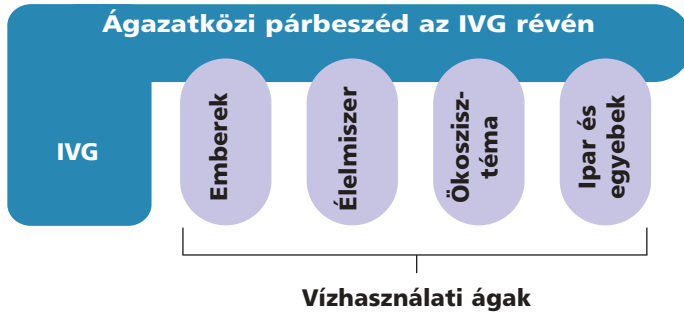 Ágazatközi párbeszéd az IVG révén
IVG
Emberek
Élelmiszer
Ökoszisz-
téma
Ipar és
egyebek
Vízhasználati ágak